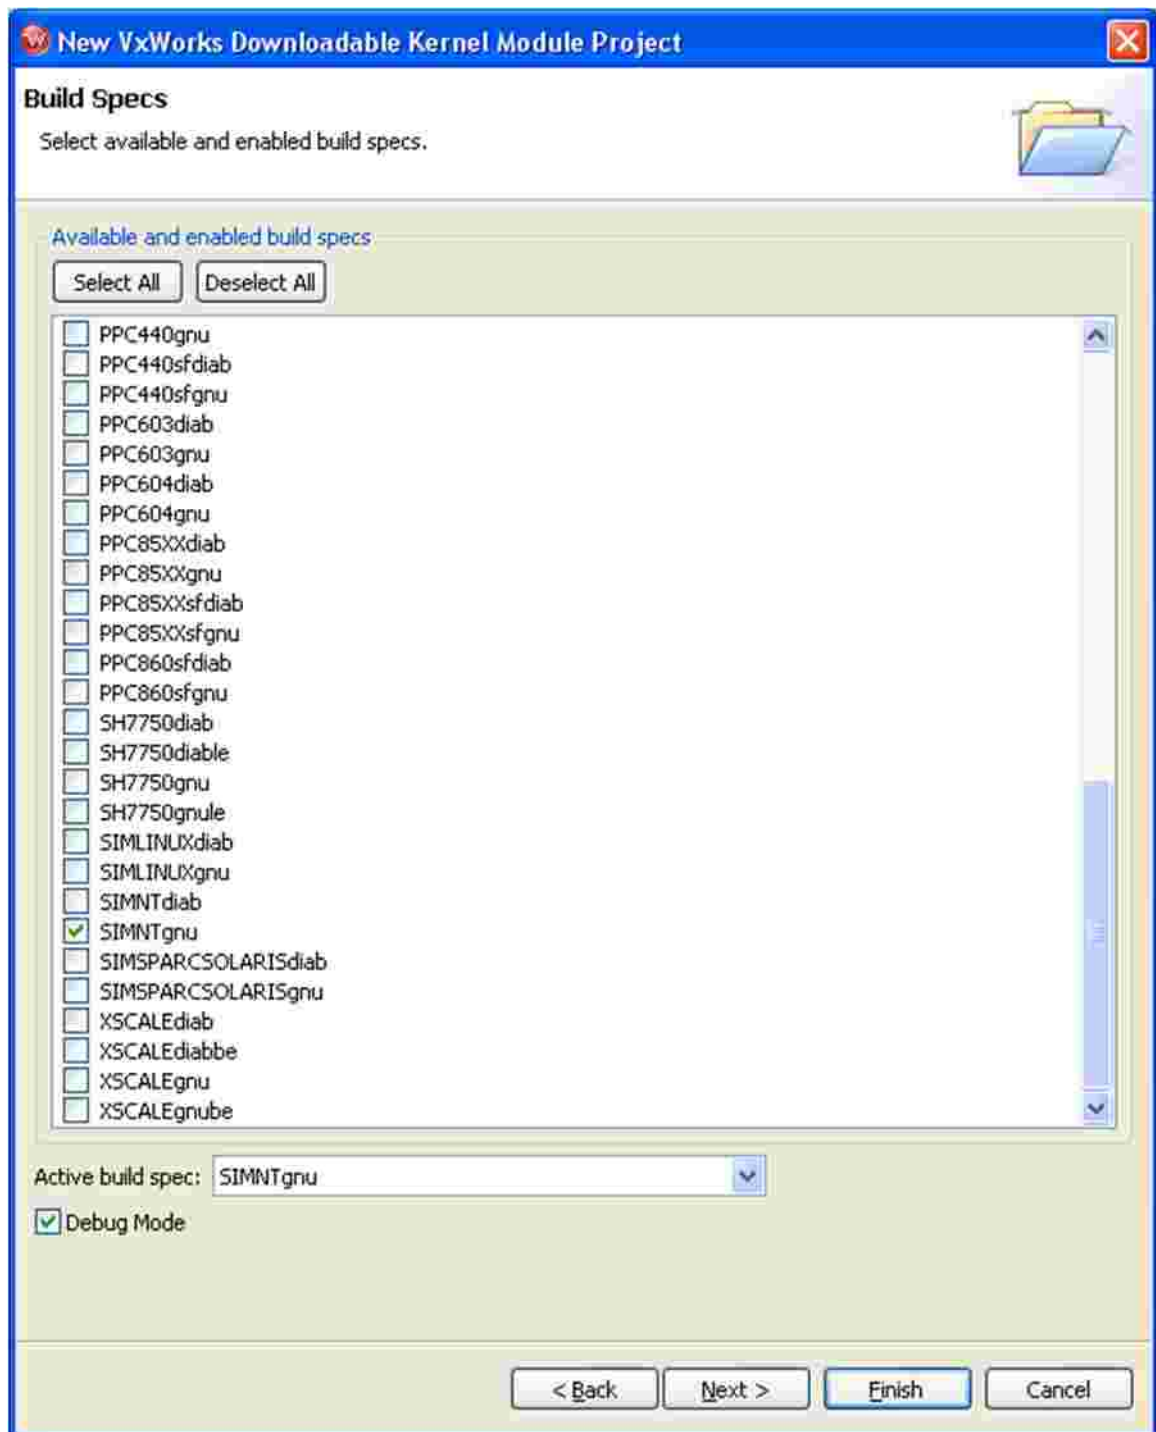 New VxWorks Downloadable Kernel Module Project
Build Specs
Select available and enabled build specs.
Available and enabled build specs
Select All Deselect All
PPC440gnu
PPC440sfdiab
PPC440sfgnu
PPC603diab
PPC603gnu
PPC604diab
PPC604gnu
PPC85XXdiab
PPC85XXgnu
PPC85XXsfdiab
PPC85XXsfgnu
PPC860sfdiab
PPC860sfgnu
SH7750diab
SH7750diable
SH7750gnu
SH7750gnule
SIMLINUXdiab
SIMLINUXgnu
SIMNTdiab
SIMNTgnu
SIMSPARCSOLARISdiab
SIMSPARCSOLARISgnu
XSCALEdiab
XSCALEdiabbe
XSCALEgnu
XSCALEgnube
Active build spec: SIMNTgnu
Debug Mode
< Back Next > Finish Cancel